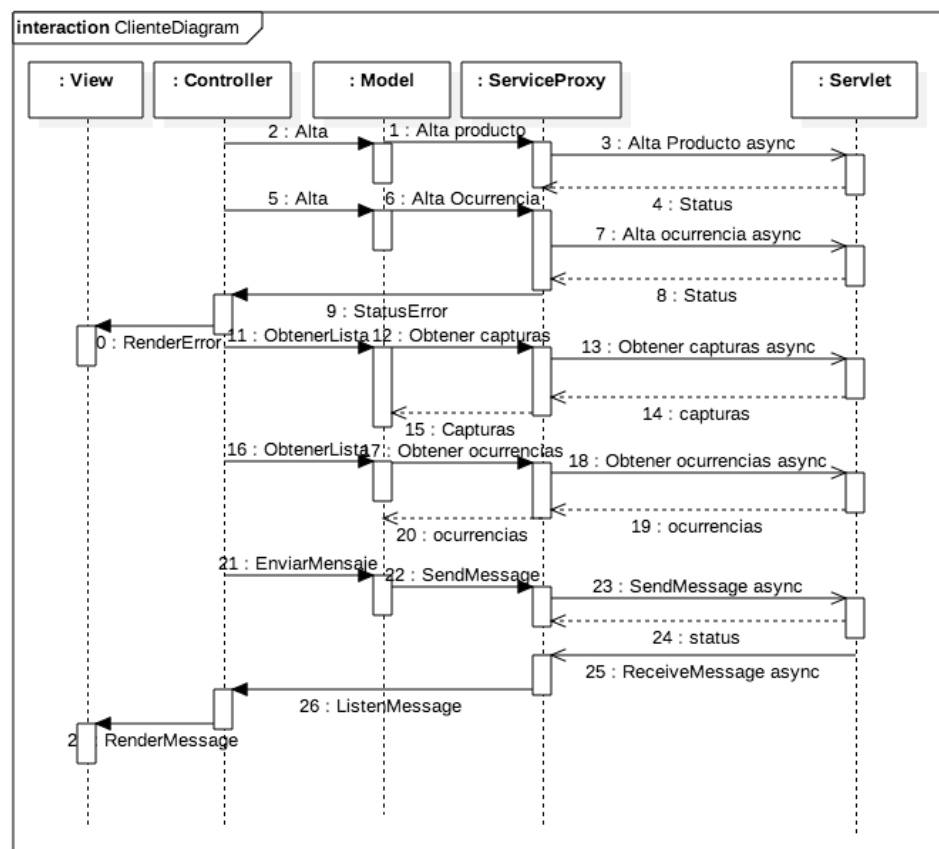 interaction ClienteDiagram
: View
: Controller
: Model
: ServiceProxy
: Servlet
2 : Alta
1 : Alta producto
3 : Alta Producto async
4 : Status
5 : Alta
6 : Alta Ocurrencia
7 : Alta ocurrencia async
8 : Status
9 : StatusError
0 : RenderError
11 : ObtenerLista
12 : Obtener capturas
13 : Obtener capturas async
14 : capturas
15 : Capturas
16 : ObtenerLista
17 : Obtener ocurrencias
18 : Obtener ocurrencias async
19 : ocurrencias
20 : ocurrencias
21 : EnviarMensaje
22 : SendMessage
23 : SendMessage async
24 : status
25 : ReceiveMessage async
26 : ListenMessage
2 : RenderMessage